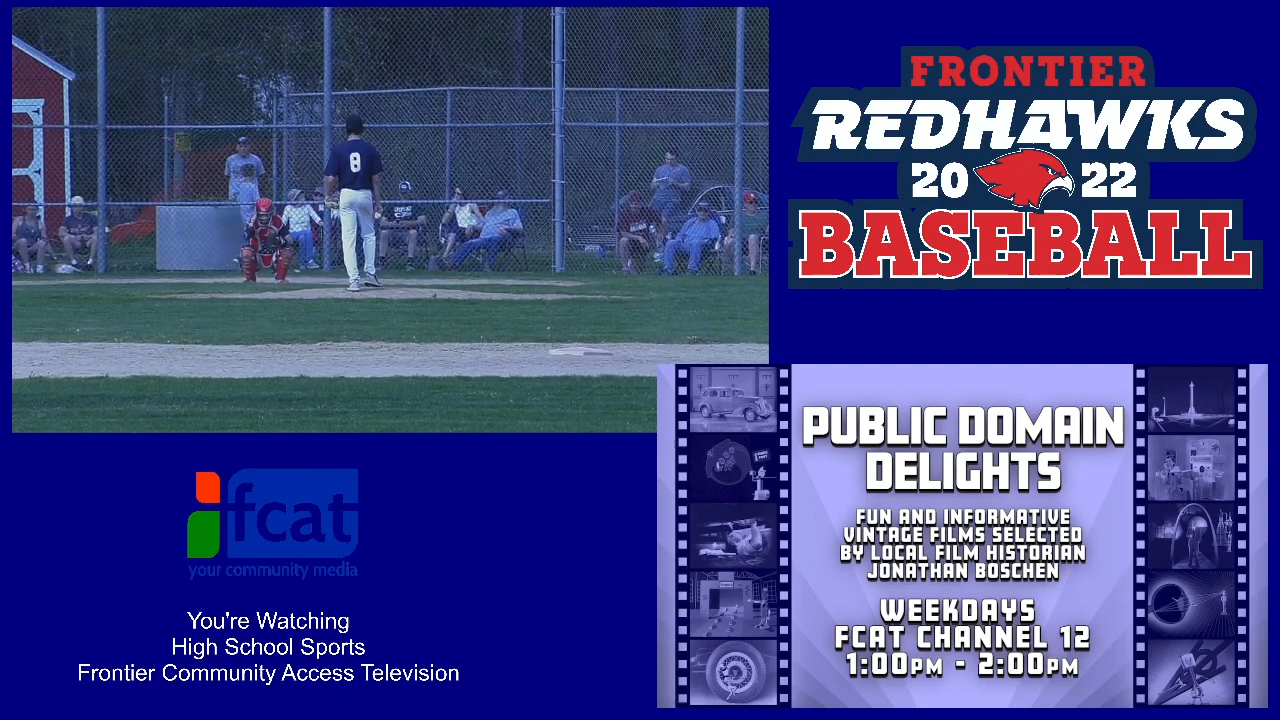 8
FRONTIER
REDHAWKS
20 22
BASEBALL
PUBLIC DOMAIN
DELIGHTS
FUN AND INFORMATIVE
VINTAGE FILMS SELECTED
BY LOCAL FILM HISTORIAN
JONATHAN BOSCHEN
WEEKDAYS
FCAT CHANNEL 12
1:00PM - 2:00PM
fcat
your community media
You're Watching
High School Sports
Frontier Community Access Television